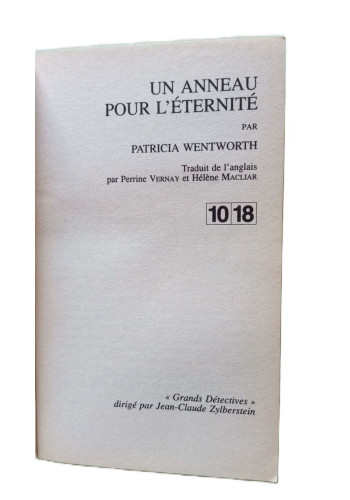 UN ANNEAU
POUR L'ÉTERNITÉ
PAR
PATRICIA WENTWORTH
Traduit de l'anglais
par Perrine VERNAY et Hélène MACLIAR
10|18
« Grands Détectives »
dirigé par Jean-Claude Zylberstein